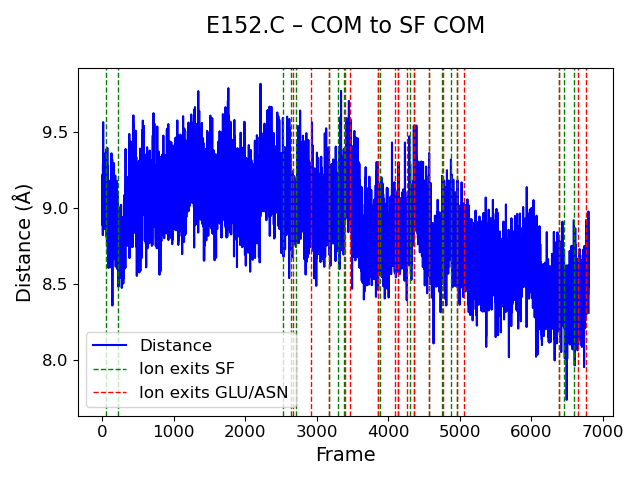 E152.C – COM to SF COM
Distance (Å)
9.5
9.0
8.5
8.0
Distance
Ion exits SF
Ion exits GLU/ASN
0 1000 2000 3000 4000 5000 6000 7000
Frame